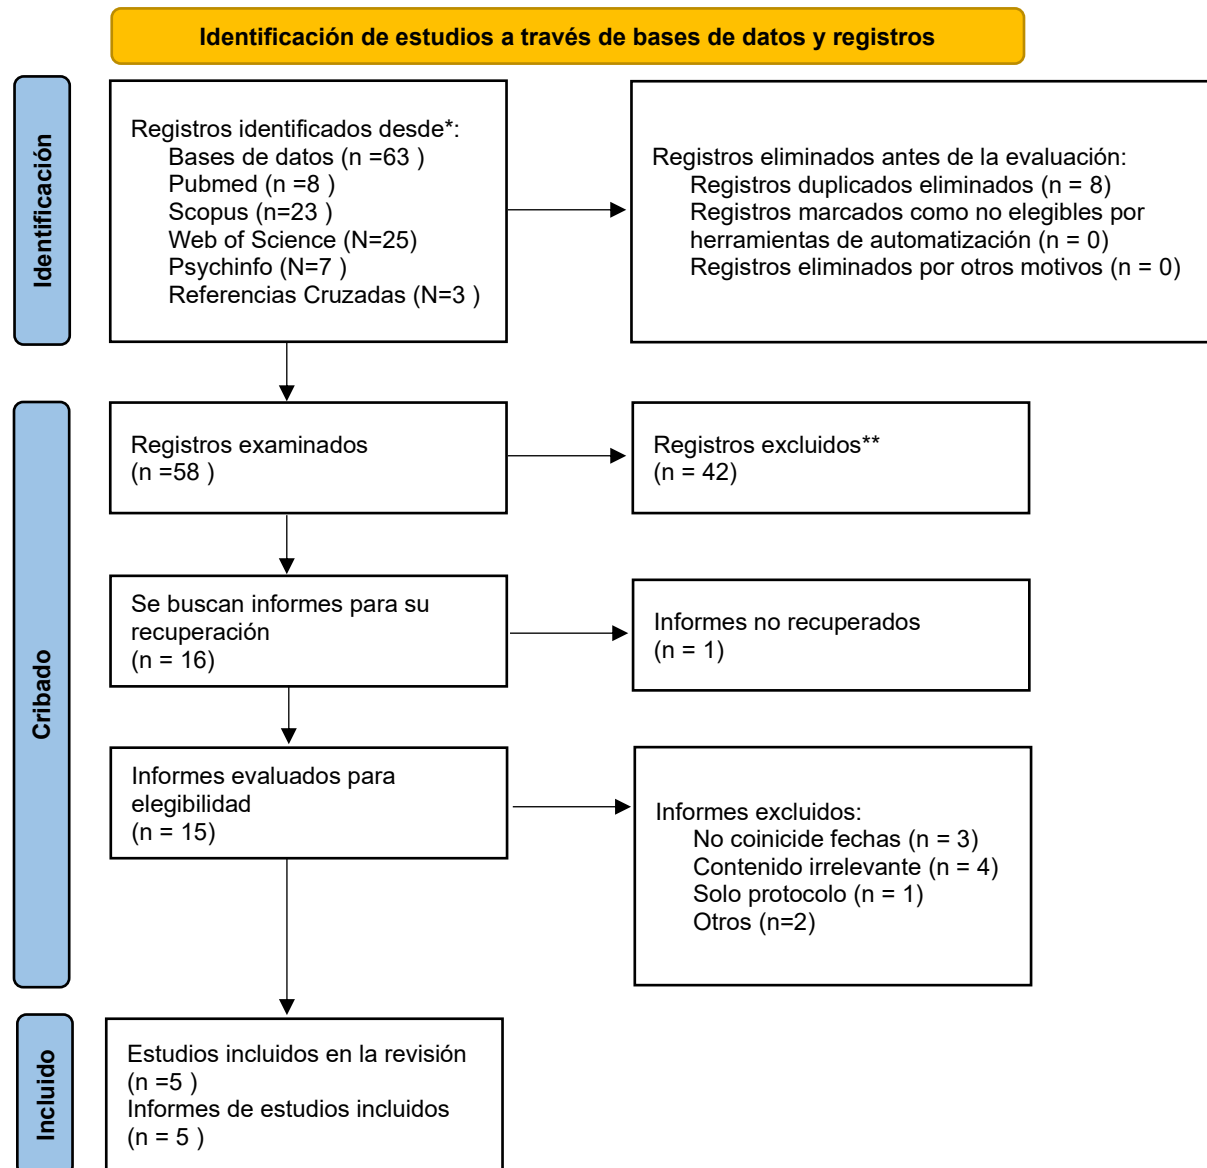 Identificación de estudios a través de bases de datos y registros
Identificación
Registros identificados desde*:
Bases de datos (n =63 )
Pubmed (n =8 )
Scopus (n=23 )
Web of Science (N=25)
Psychinfo (N=7 )
Referencias Cruzadas (N=3 )
Registros eliminados antes de la evaluación:
Registros duplicados eliminados (n = 8)
Registros marcados como no elegibles por
herramientas de automatización (n = 0)
Registros eliminados por otros motivos (n = 0)
Cribado
Registros examinados
(n =58 )
Registros excluidos**
(n = 42)
Se buscan informes para su
recuperación
(n = 16)
Informes no recuperados
(n = 1)
Informes evaluados para
elegibilidad
(n = 15)
Informes excluidos:
No coinicide fechas (n = 3)
Contenido irrelevante (n = 4)
Solo protocolo (n = 1)
Otros (n=2)
Incluido
Estudios incluidos en la revisión
(n =5 )
Informes de estudios incluidos
(n = 5 )